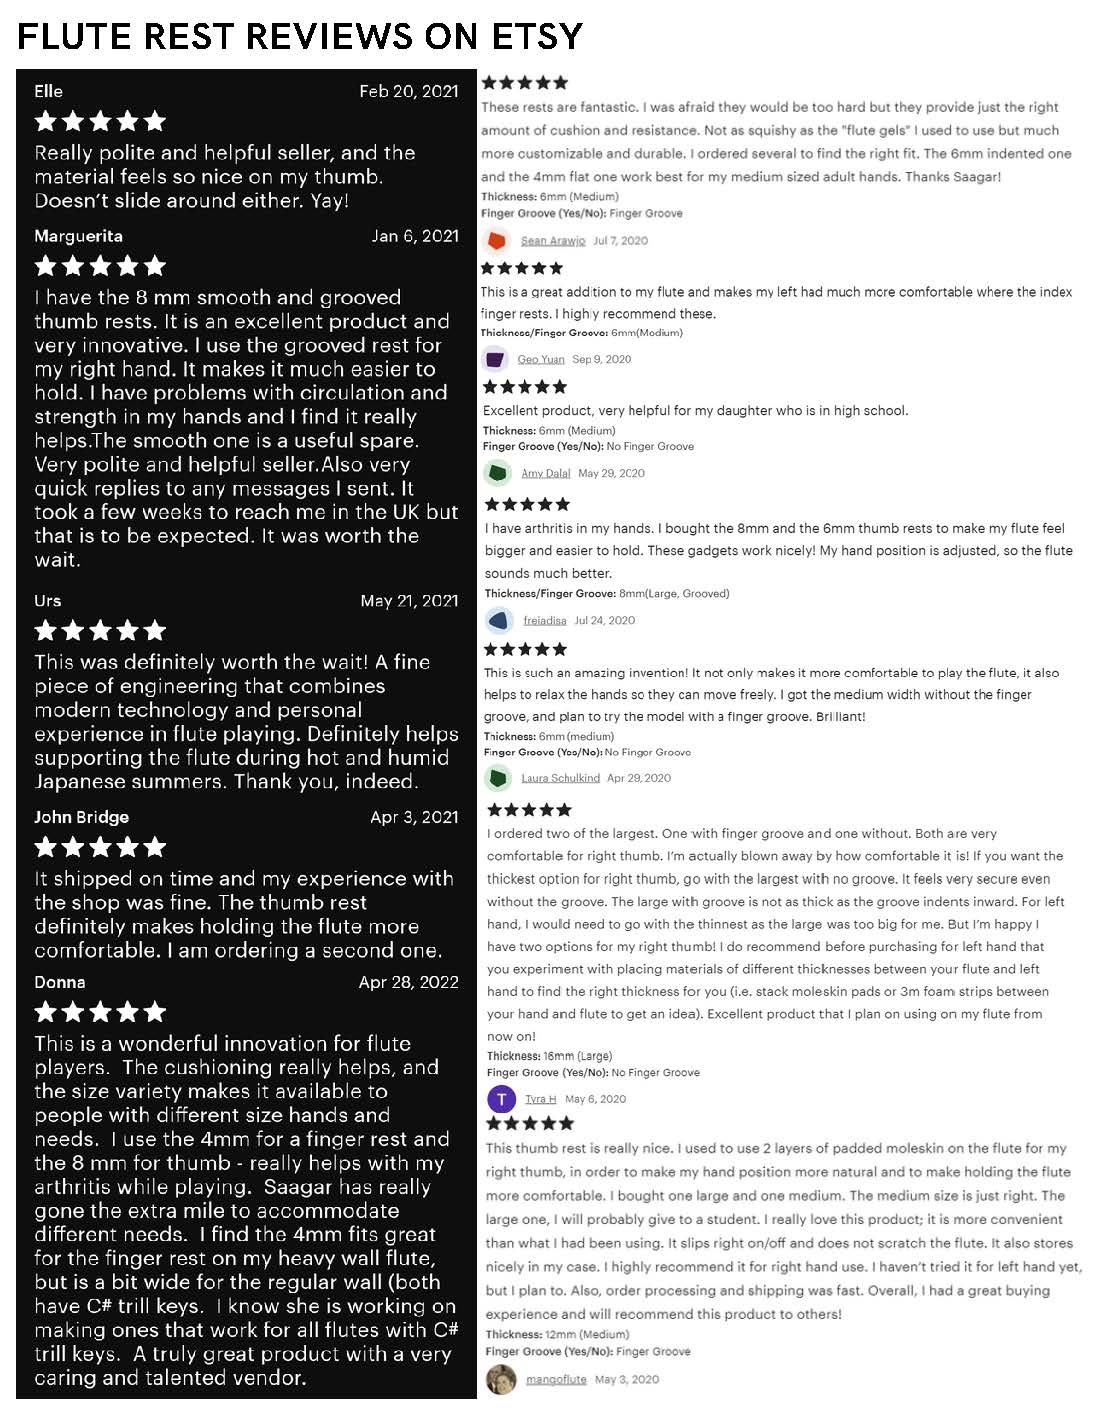 FLUTE REST REVIEWS ON ETSY
Elle Feb 20, 2021
Really polite and helpful seller, and the
material feels so nice on my thumb.
Doesn't slide around either. Yay!
Marguerita Jan 6, 2021
I have the 8 mm smooth and grooved
thumb rests. It is an excellent product and
very innovative. I use the grooved rest for
my right hand. It makes it much easier to
hold. I have problems with circulation and
strength in my hands and I find it really
helps.The smooth one is a useful spare.
Very polite and helpful seller.Also very
quick replies to any messages I sent. It
took a few weeks to reach me in the UK but
that is to be expected. It was worth the
wait.
Urs May 21, 2021
This was definitely worth the wait! A fine
piece of engineering that combines
modern technology and personal
experience in flute playing. Definitely helps
supporting the flute during hot and humid
Japanese summers. Thank you, indeed.
John Bridge Apr 3, 2021
It shipped on time and my experience with
the shop was fine. The thumb rest
definitely makes holding the flute more
comfortable. I am ordering a second one.
Donna Apr 28, 2022
This is a wonderful innovation for flute
players. The cushioning really helps, and
the size variety makes it available to
people with different size hands and
needs. I use the 4mm for a finger rest and
the 8 mm for thumb - really helps with my
arthritis while playing. Saagar has really
gone the extra mile to accommodate
different needs. I find the 4mm fits great
for the finger rest on my heavy wall flute,
but is a bit wide for the regular wall (both
have C# trill keys. I know she is working on
making ones that work for all flutes with C#
trill keys. A truly great product with a very
caring and talented vendor.
These rests are fantastic. I was afraid they would be too hard but they provide just the right
amount of cushion and resistance. Not as squishy as the "flute gels" I used to use but much
more customizable and durable. I ordered several to find the right fit. The 6mm indented one
and the 4mm flat one work best for my medium sized adult hands. Thanks Saagar!
Thickness: 6mm (Medium)
Finger Groove (Yes/No): Finger Groove
Sean Arawjo Jul 7, 2020
This is a great addition to my flute and makes my left had much more comfortable where the index
finger rests. I highly recommend these.
Thickness/Finger Groove: 6mm(Medium)
Geo Yuan Sep 9, 2020
Excellent product, very helpful for my daughter who is in high school.
Thickness: 6mm (Medium)
Finger Groove (Yes/No): No Finger Groove
Amy Dalal May 29, 2020
I have arthritis in my hands. I bought the 8mm and the 6mm thumb rests to make my flute feel
bigger and easier to hold. These gadgets work nicely! My hand position is adjusted, so the flute
sounds much better.
Thickness/Finger Groove: 8mm(Large, Grooved)
freiadisa Jul 24, 2020
This is such an amazing invention! It not only makes it more comfortable to play the flute, it also
helps to relax the hands so they can move freely. I got the medium width without the finger
groove, and plan to try the model with a finger groove. Brilliant!
Thickness: 6mm (medium)
Finger Groove (Yes/No): No Finger Groove
Laura Schulkind Apr 29, 2020
I ordered two of the largest. One with finger groove and one without. Both are very
comfortable for right thumb. I'm actually blown away by how comfortable it is! If you want the
thickest option for right thumb, go with the largest with no groove. It feels very secure even
without the groove. The large with groove is not as thick as the groove indents inward. For left
hand, I would need to go with the thinnest as the large was too big for me. But I'm happy I
have two options for my right thumb! I do recommend before purchasing for left hand that
you experiment with placing materials of different thicknesses between your flute and left
hand to find the right thickness for you (i.e. stack moleskin pads or 3m foam strips between
your hand and flute to get an idea). Excellent product that I plan on using on my flute from
now on!
Thickness: 16mm (Large)
Finger Groove (Yes/No): No Finger Groove
T Tyra H May 6, 2020
This thumb rest is really nice. I used to use 2 layers of padded moleskin on the flute for my
right thumb, in order to make my hand position more natural and to make holding the flute
more comfortable. I bought one large and one medium. The medium size is just right. The
large one, I will probably give to a student. I really love this product; it is more convenient
than what I had been using. It slips right on/off and does not scratch the flute. It also stores
nicely in my case. I highly recommend it for right hand use. I haven't tried it for left hand yet,
but I plan to. Also, order processing and shipping was fast. Overall, I had a great buying
experience and will recommend this product to others!
Thickness: 12mm (Medium)
Finger Groove (Yes/No): Finger Groove
mangoflute May 3, 2020